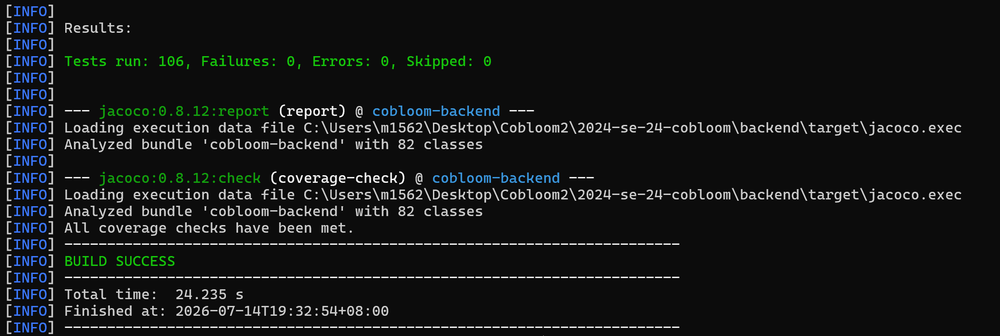 [INFO]
[INFO] Results:
[INFO]
[INFO] Tests run: 106, Failures: 0, Errors: 0, Skipped: 0
[INFO]
[INFO]
[INFO] --- jacoco:0.8.12:report (report) @ cobloom-backend ---
[INFO] Loading execution data file C:\Users\m1562\Desktop\Cobloom2\2024-se-24-cobloom\backend\target\jacoco.exec
[INFO] Analyzed bundle 'cobloom-backend' with 82 classes
[INFO]
[INFO] --- jacoco:0.8.12:check (coverage-check) @ cobloom-backend ---
[INFO] Loading execution data file C:\Users\m1562\Desktop\Cobloom2\2024-se-24-cobloom\backend\target\jacoco.exec
[INFO] Analyzed bundle 'cobloom-backend' with 82 classes
[INFO] All coverage checks have been met.
[INFO] ------------------------------------------------------------------------
[INFO] BUILD SUCCESS
[INFO] ------------------------------------------------------------------------
[INFO] Total time:  24.235 s
[INFO] Finished at: 2026-07-14T19:32:54+08:00
[INFO] ------------------------------------------------------------------------